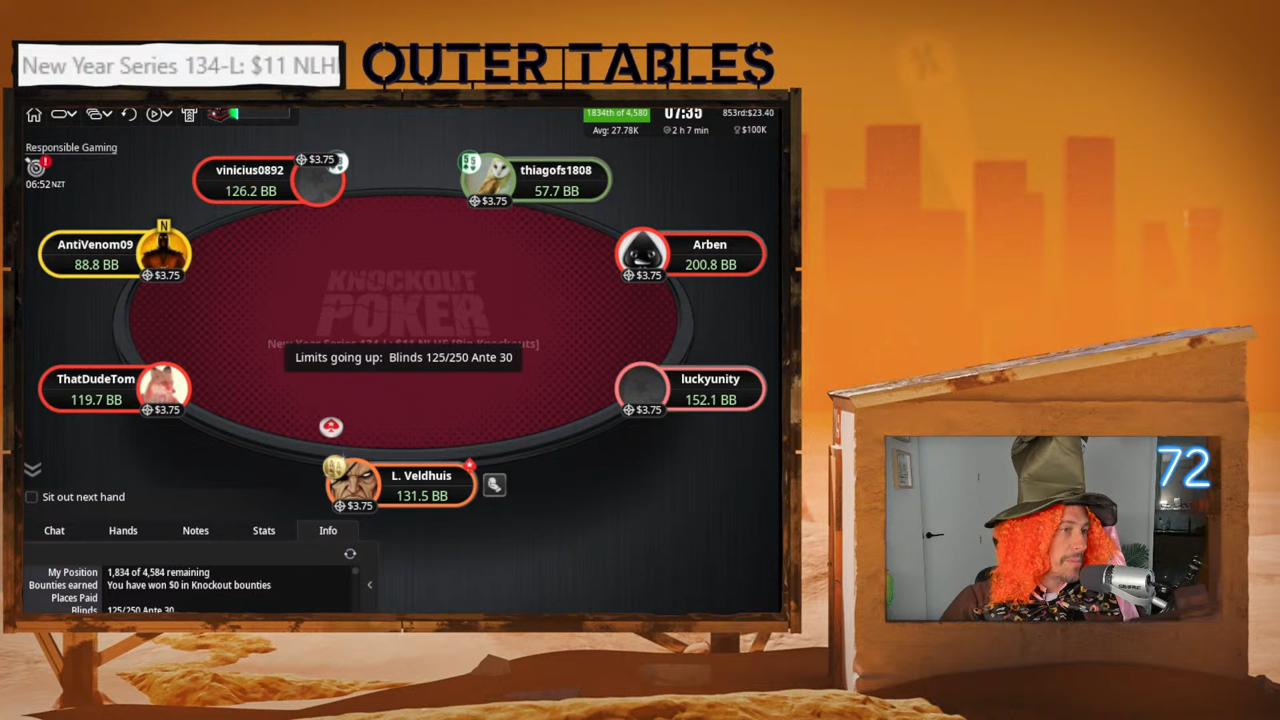 New Year Series 134-L: $11 NLH
OUTER TABLES
1834th of 4,580
07:35
853rd:$23.40
Avg: 27.78K
2 h 7 min
$100K
Responsible Gaming
06:52 NZT
vinicius0892
126.2 BB
$3.75
thiagofs1808
57.7 BB
$3.75
N
AntiVenom09
88.8 BB
$3.75
Arben
200.8 BB
$3.75
KNOCKOUT
POKER
Limits going up: Blinds 125/250 Ante 30
ThatDudeTom
119.7 BB
$3.75
luckyunity
152.1 BB
$3.75
L. Veldhuis
131.5 BB
$3.75
Sit out next hand
Chat
Hands
Notes
Stats
Info
My Position 1,834 of 4,584 remaining
Bounties earned You have won $0 in Knockout bounties
Places Paid
Blinds 125/250 Ante 30
72